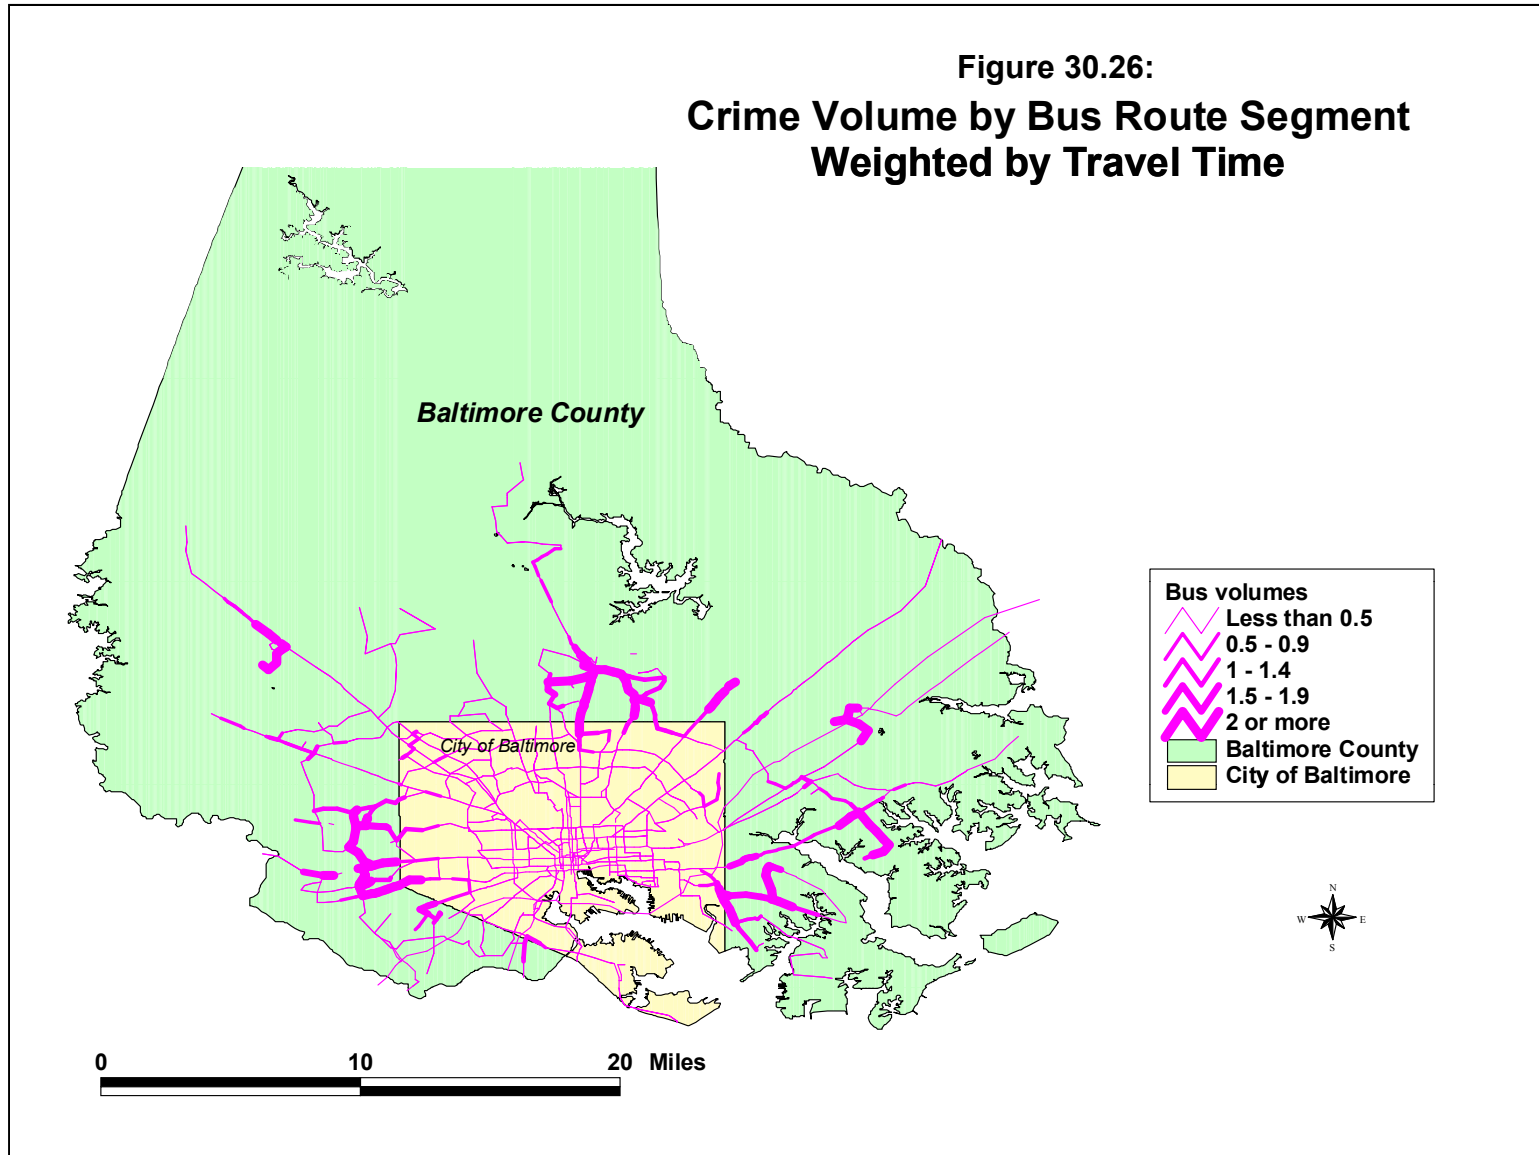 Figure 30.26:
Crime Volume by Bus Route Segment
Weighted by Travel Time
Baltimore County
City of Baltimore
Bus volumes
Less than 0.5
0.5 - 0.9
1 - 1.4
1.5 - 1.9
2 or more
Baltimore County
City of Baltimore
N
W E
S
0 10 20 Miles